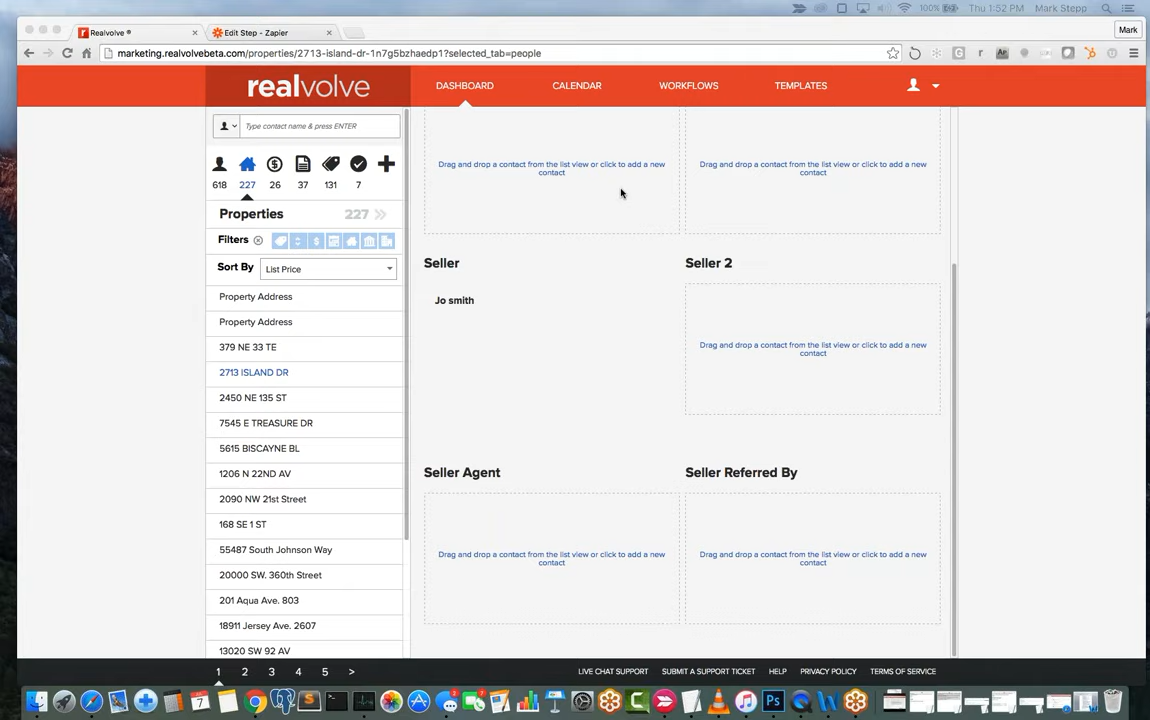 100%
Thu 1:52 PM
Mark Stepp
Realvolve ®
Edit Step - Zapier
Mark
marketing.realvolvebeta.com/properties/2713-island-dr-1n7g5bzhaedp1?selected_tab=people
realvolve
DASHBOARD
CALENDAR
WORKFLOWS
TEMPLATES
Type contact name & press ENTER
618
227
26
37
131
7
Properties
227
Filters
Sort By
List Price
Property Address
Property Address
379 NE 33 TE
2713 ISLAND DR
2450 NE 135 ST
7545 E TREASURE DR
5615 BISCAYNE BL
1206 N 22ND AV
2090 NW 21st Street
168 SE 1 ST
55487 South Johnson Way
20000 SW. 360th Street
201 Aqua Ave. 803
18911 Jersey Ave. 2607
13020 SW 92 AV
1 2 3 4 5 >
Drag and drop a contact from the list view or click to add a new
contact
Drag and drop a contact from the list view or click to add a new
contact
Seller
Jo smith
Seller 2
Drag and drop a contact from the list view or click to add a new
contact
Seller Agent
Drag and drop a contact from the list view or click to add a new
contact
Seller Referred By
Drag and drop a contact from the list view or click to add a new
contact
LIVE CHAT SUPPORT
SUBMIT A SUPPORT TICKET
HELP
PRIVACY POLICY
TERMS OF SERVICE